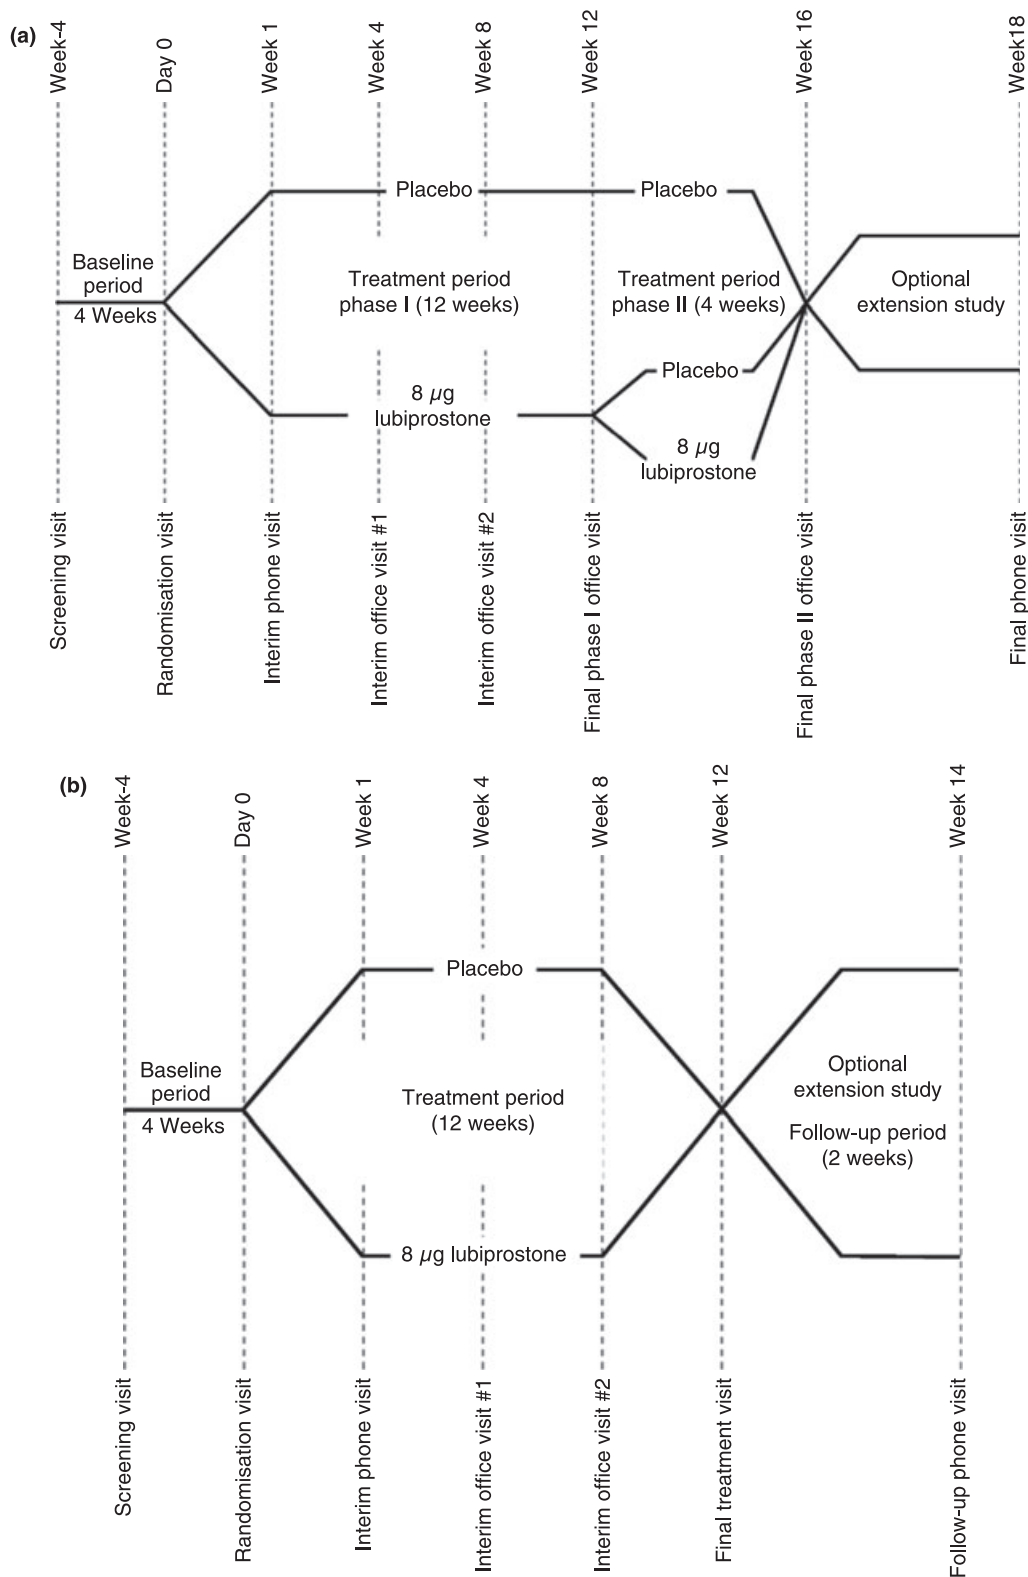 (a)
Week-4
Day 0
Week 1
Week 4
Week 8
Week 12
Week 16
Week18
Placebo
Placebo
Baseline
period
4 Weeks
Treatment period
phase I (12 weeks)
Treatment period
phase II (4 weeks)
Optional
extension study
Placebo
8 µg
lubiprostone
8 µg
lubiprostone
Screening visit
Randomisation visit
Interim phone visit
Interim office visit #1
Interim office visit #2
Final phase I office visit
Final phase II office visit
Final phone visit
(b)
Week-4
Day 0
Week 1
Week 4
Week 8
Week 12
Week 14
Placebo
Baseline
period
4 Weeks
Treatment period
(12 weeks)
Optional
extension study
Follow-up period
(2 weeks)
8 µg lubiprostone
Screening visit
Randomisation visit
Interim phone visit
Interim office visit #1
Interim office visit #2
Final treatment visit
Follow-up phone visit